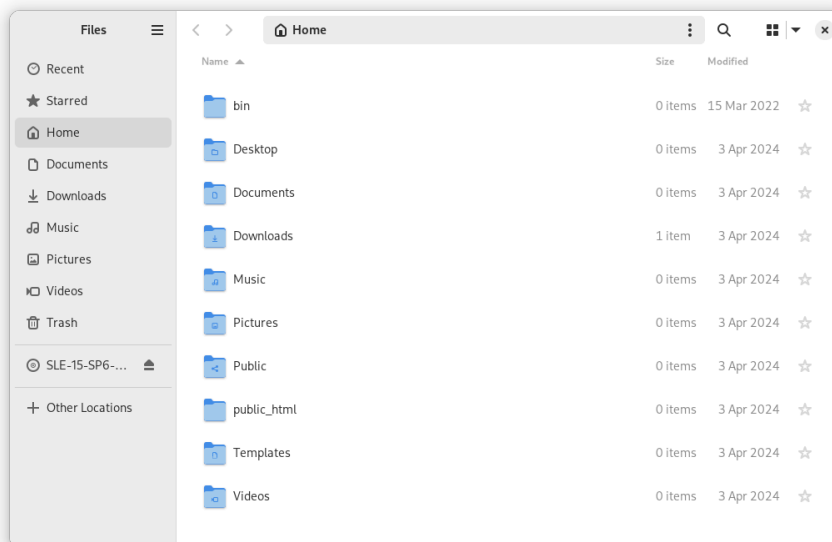 Files
Home
Recent
Starred
Home
Documents
Downloads
Music
Pictures
Videos
Trash
SLE-15-SP6-...
Other Locations
Name Size Modified
bin 0 items 15 Mar 2022
Desktop 0 items 3 Apr 2024
Documents 0 items 3 Apr 2024
Downloads 1 item 3 Apr 2024
Music 0 items 3 Apr 2024
Pictures 0 items 3 Apr 2024
Public 0 items 3 Apr 2024
public_html 0 items 3 Apr 2024
Templates 0 items 3 Apr 2024
Videos 0 items 3 Apr 2024